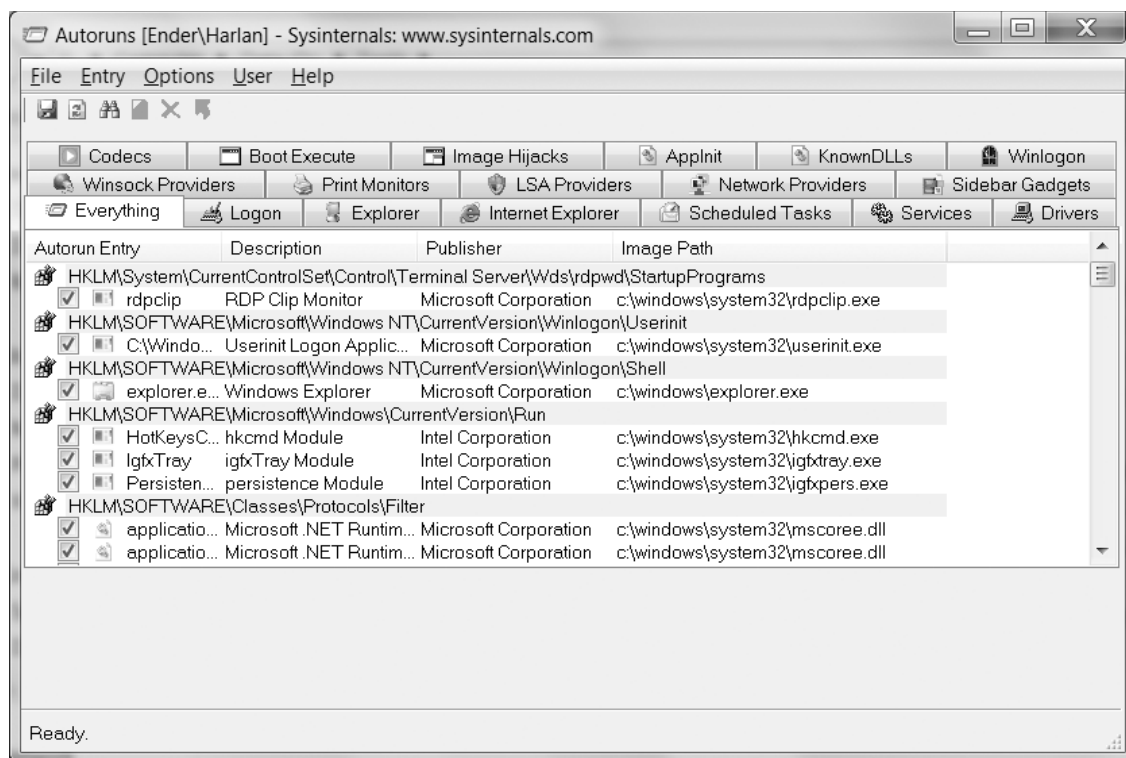 Autoruns [Ender\Harlan] - Sysinternals: www.sysinternals.com
File Entry Options User Help
Codecs Boot Execute Image Hijacks AppInit KnownDLLs Winlogon
Winsock Providers Print Monitors LSA Providers Network Providers Sidebar Gadgets
Everything Logon Explorer Internet Explorer Scheduled Tasks Services Drivers
Autorun Entry Description Publisher Image Path
HKLM\System\CurrentControlSet\Control\Terminal Server\Wds\rdpwd\StartupPrograms
rdpclip RDP Clip Monitor Microsoft Corporation c:\windows\system32\rdpclip.exe
HKLM\SOFTWARE\Microsoft\Windows NT\CurrentVersion\Winlogon\Userinit
C:\Windo... Userinit Logon Applic... Microsoft Corporation c:\windows\system32\userinit.exe
HKLM\SOFTWARE\Microsoft\Windows NT\CurrentVersion\Winlogon\Shell
explorer.e... Windows Explorer Microsoft Corporation c:\windows\explorer.exe
HKLM\SOFTWARE\Microsoft\Windows\CurrentVersion\Run
HotKeysC... hkcmd Module Intel Corporation c:\windows\system32\hkcmd.exe
IgfxTray igfxTray Module Intel Corporation c:\windows\system32\igfxtray.exe
Persisten... persistence Module Intel Corporation c:\windows\system32\igfxpers.exe
HKLM\SOFTWARE\Classes\Protocols\Filter
applicatio... Microsoft .NET Runtim... Microsoft Corporation c:\windows\system32\mscoree.dll
applicatio... Microsoft .NET Runtim... Microsoft Corporation c:\windows\system32\mscoree.dll
Ready.